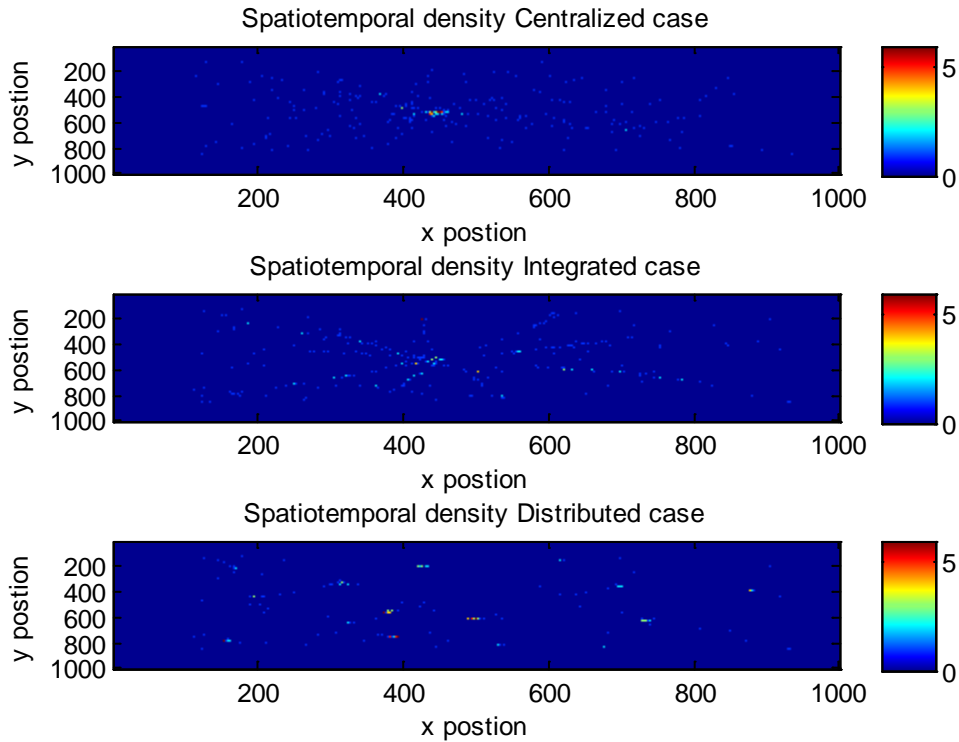 Spatiotemporal density Centralized case
5
0
200
400
600
800
1000
y postion
200 400 600 800 1000
x postion
Spatiotemporal density Integrated case
5
0
200
400
600
800
1000
y postion
200 400 600 800 1000
x postion
Spatiotemporal density Distributed case
5
0
200
400
600
800
1000
y postion
200 400 600 800 1000
x postion